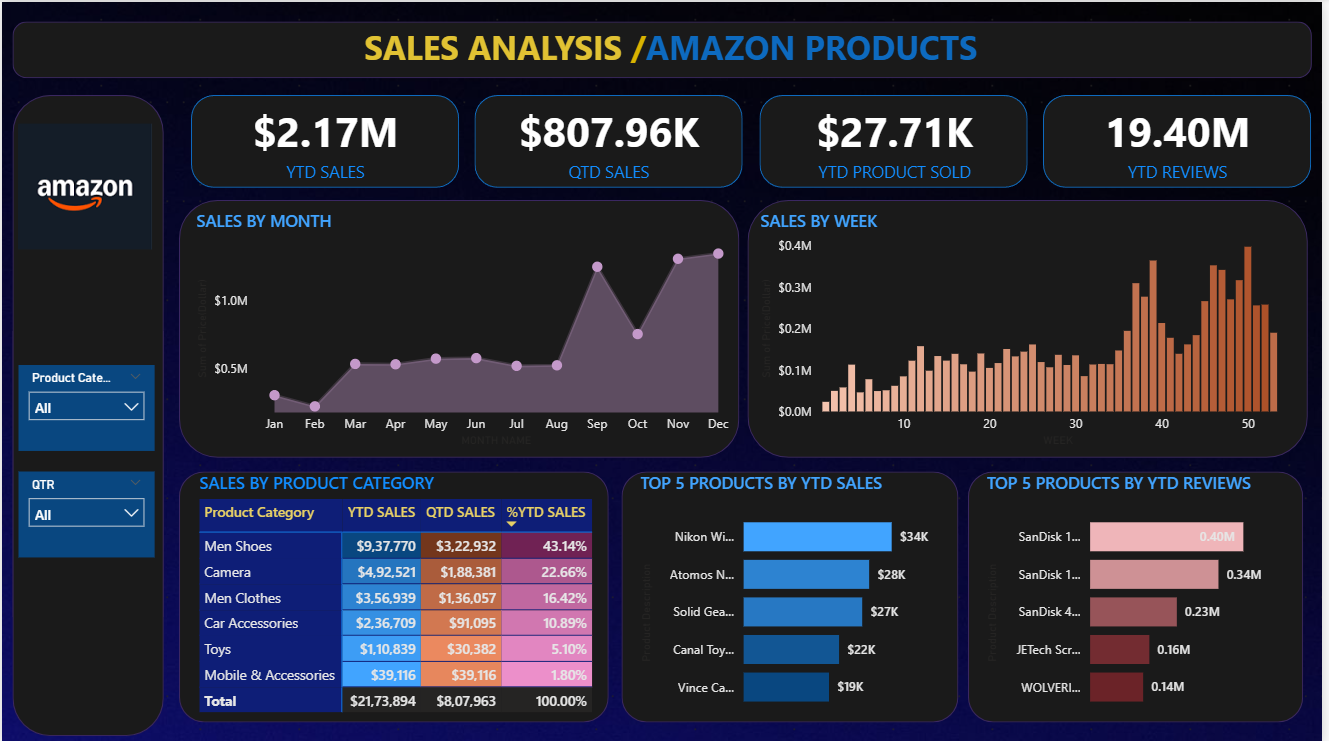 SALES ANALYSIS /AMAZON PRODUCTS
amazon
$2.17M
YTD SALES
$807.96K
QTD SALES
$27.71K
YTD PRODUCT SOLD
19.40M
YTD REVIEWS
Product Cate...
All
QTR
All
SALES BY MONTH
$1.0M
$0.5M
Jan Feb Mar Apr May Jun Jul Aug Sep Oct Nov Dec
MONTH NAME
SALES BY WEEK
$0.4M
$0.3M
$0.2M
$0.1M
$0.0M
10 20 30 40 50
WEEK
SALES BY PRODUCT CATEGORY
Product Category YTD SALES QTD SALES %YTD SALES
Men Shoes $9,37,770 $3,22,932 43.14%
Camera $4,92,521 $1,88,381 22.66%
Men Clothes $3,56,939 $1,36,057 16.42%
Car Accessories $2,36,709 $91,095 10.89%
Toys $1,10,839 $30,382 5.10%
Mobile & Accessories $39,116 $39,116 1.80%
Total $21,73,894 $8,07,963 100.00%
TOP 5 PRODUCTS BY YTD SALES
Product Description
Nikon Wi... $34K
Atomos N... $28K
Solid Gea... $27K
Canal Toy... $22K
Vince Ca... $19K
TOP 5 PRODUCTS BY YTD REVIEWS
Product Description
SanDisk 1... 0.40M
SanDisk 1... 0.34M
SanDisk 4... 0.23M
JETech Scr... 0.16M
WOLVERI... 0.14M